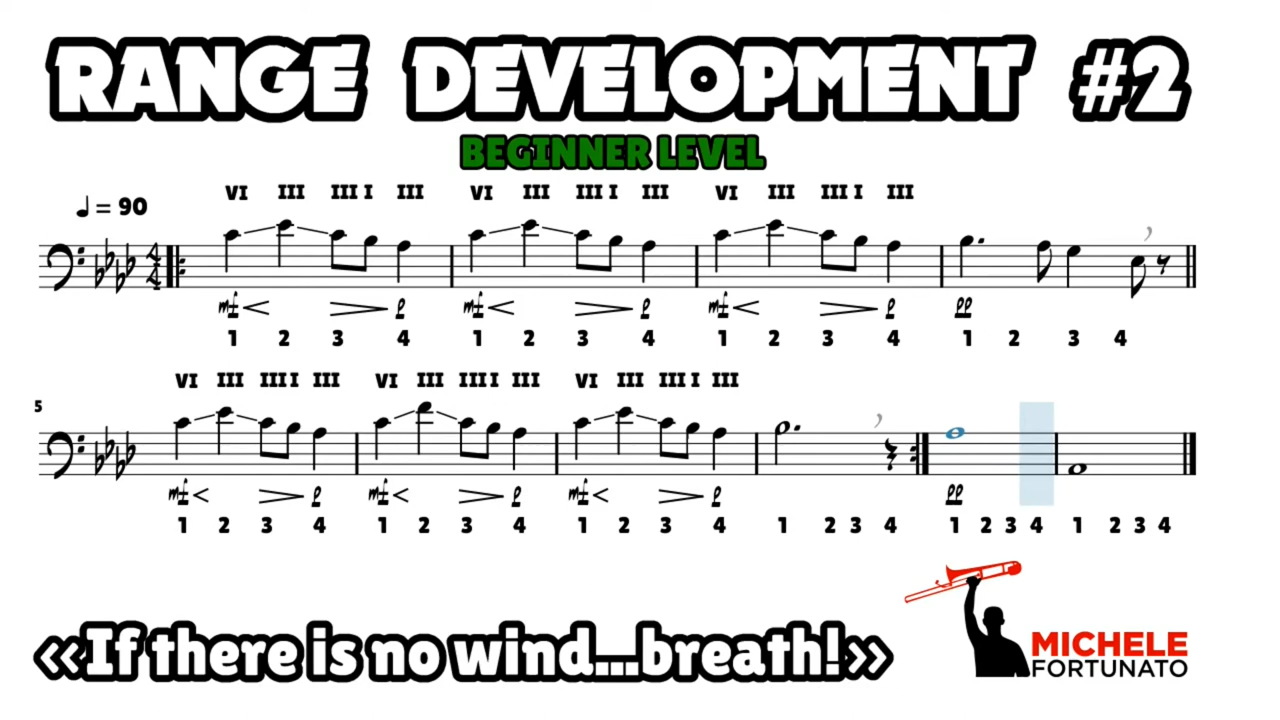 RANGE DEVELOPMENT #2
BEGINNER LEVEL
♩ = 90
VI III III I III VI III III I III VI III III I III
4 4
mf p mf p mf p pp
1 2 3 4 1 2 3 4 1 2 3 4 1 2 3 4
5
VI III III I III VI III III I III VI III III I III
mf p mf p mf p pp
1 2 3 4 1 2 3 4 1 2 3 4 1 2 3 4 1 2 3 4 1 2 3 4
«If there is no wind...breath!»
MICHELE
FORTUNATO